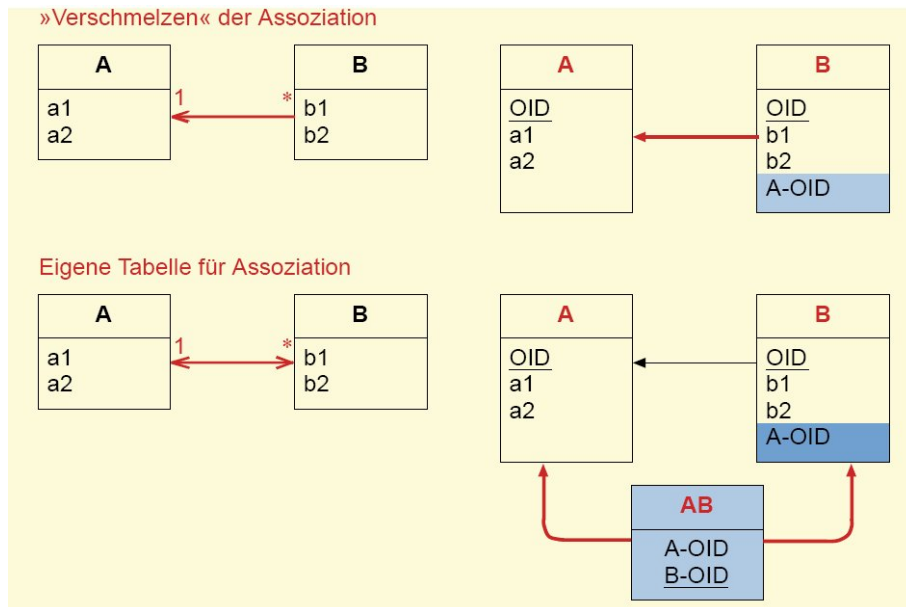 »Verschmelzen« der Assoziation
A
a1
a2
1
*
B
b1
b2
A
OID
a1
a2
B
OID
b1
b2
A-OID
Eigene Tabelle für Assoziation
A
a1
a2
1
*
B
b1
b2
A
OID
a1
a2
B
OID
b1
b2
A-OID
AB
A-OID
B-OID